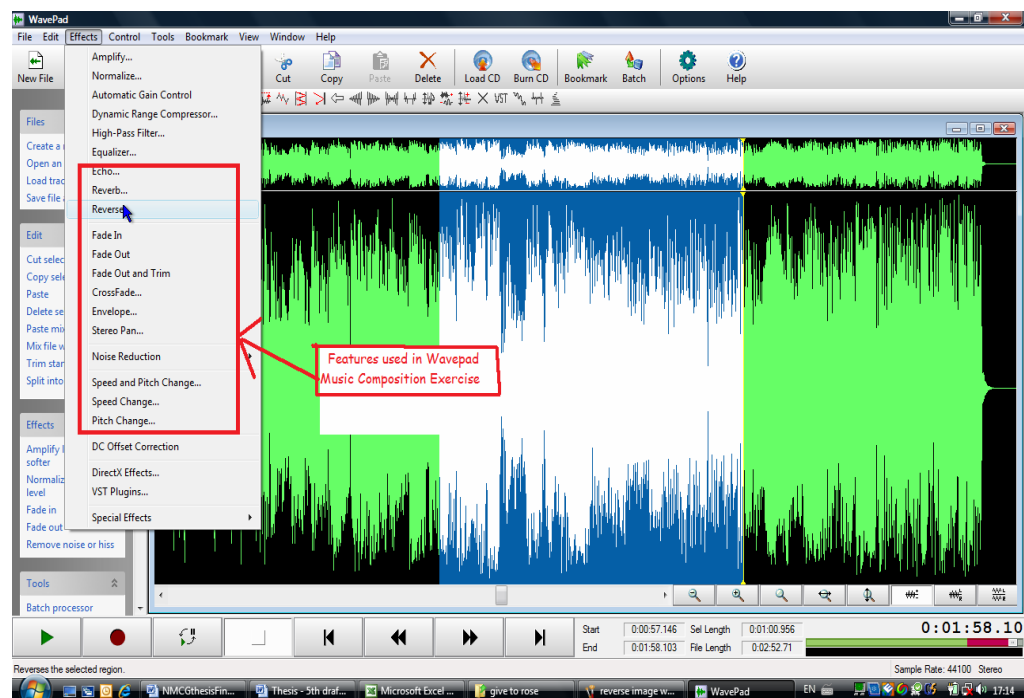 WavePad
File Edit Effects Control Tools Bookmark View Window Help
New File Cut Copy Paste Delete Load CD Burn CD Bookmark Batch Options Help
VST
Amplify...
Normalize...
Automatic Gain Control
Dynamic Range Compressor...
High-Pass Filter...
Equalizer...
Echo...
Reverb...
Reverse
Fade In
Fade Out
Fade Out and Trim
CrossFade...
Envelope...
Stereo Pan...
Noise Reduction
Speed and Pitch Change...
Speed Change...
Pitch Change...
DC Offset Correction
DirectX Effects...
VST Plugins...
Special Effects
Files
Create a
Open an
Load trac
Save file
Edit
Cut selec
Copy sele
Paste
Delete se
Paste mi
Mix file w
Trim star
Split into
Effects
Amplify
softer
Normaliz
level
Fade in
Fade out
Remove noise or hiss
Tools
Batch processor
Features used in Wavepad
Music Composition Exercise
Start 0:00:57.146 Sel Length 0:01:00.956
End 0:01:58.103 File Length 0:02:52.71
0:01:58.10
Reverses the selected region.
Sample Rate: 44100 Stereo
NMCGthesisFin... Thesis - 5th draf... Microsoft Excel ... give to rose reverse image w... WavePad EN 17:14